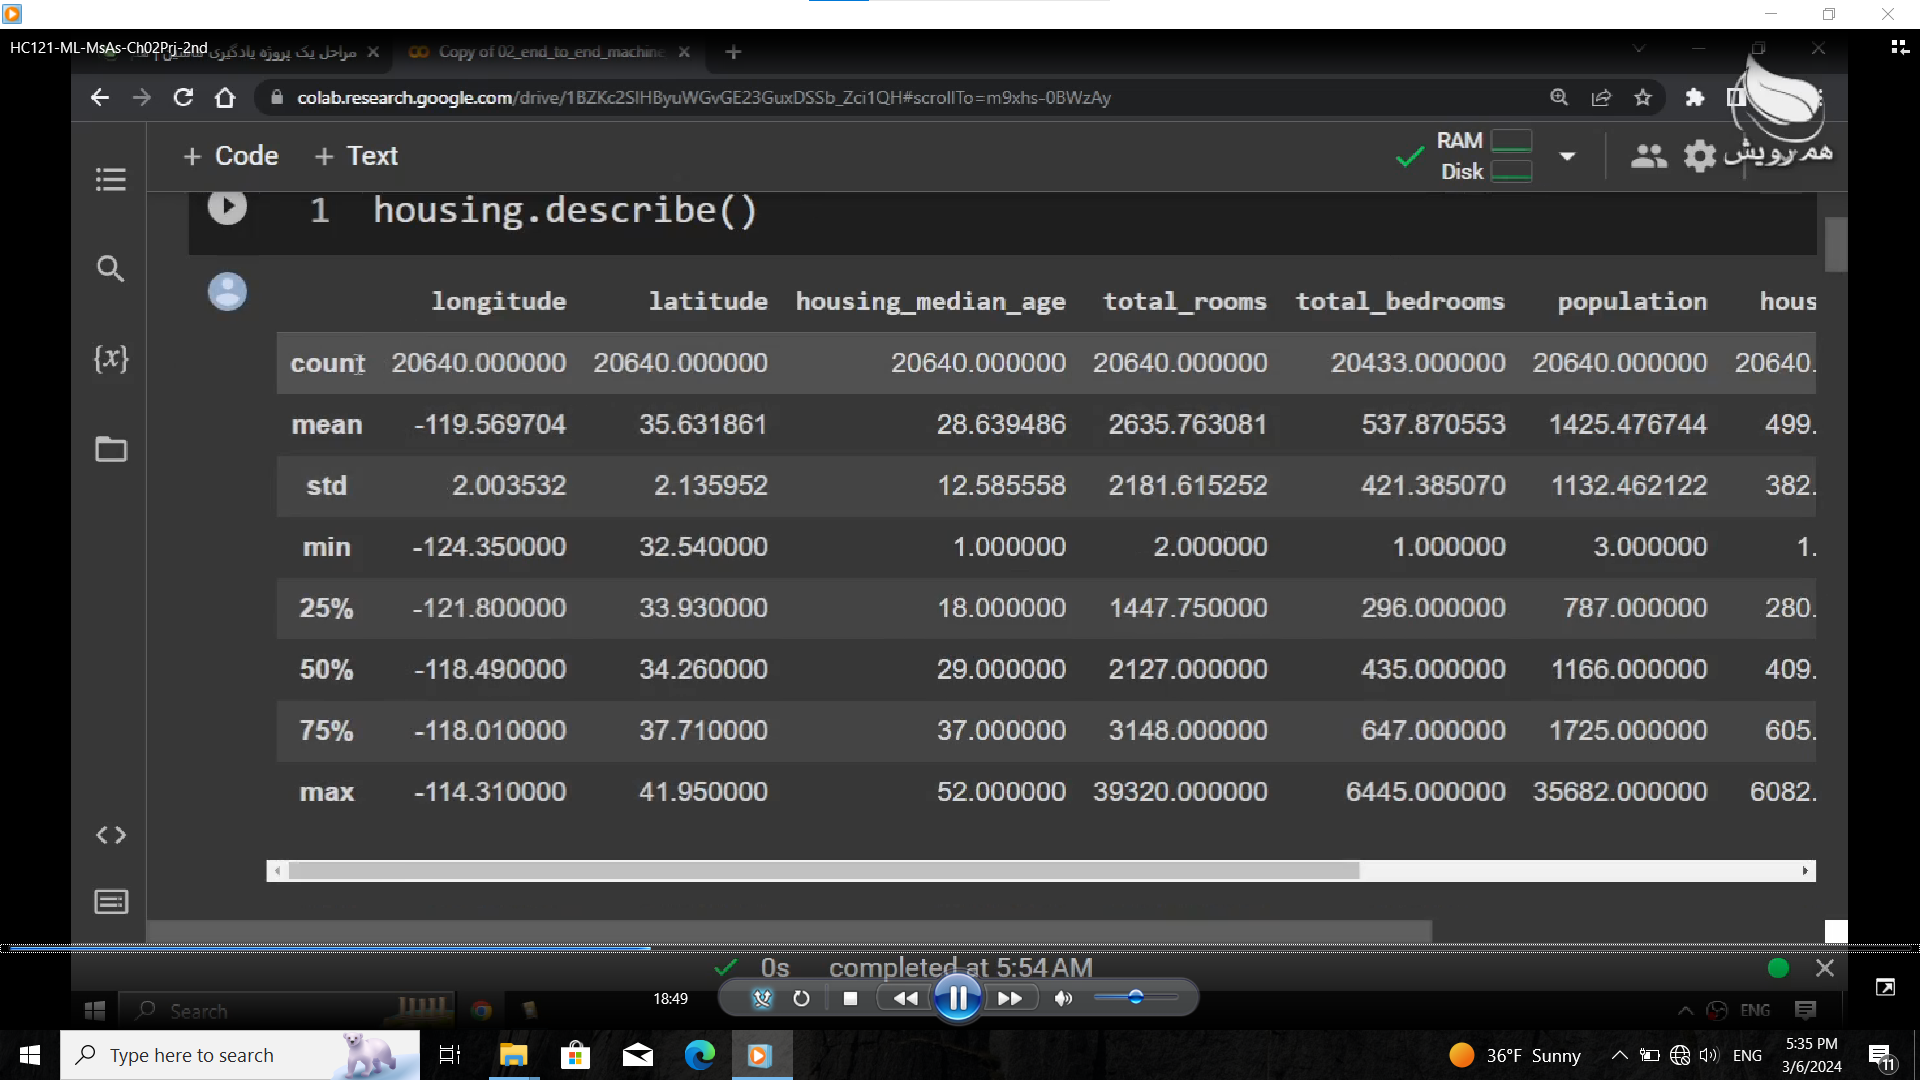 HC121-ML-MsAs-Ch02Prj-2nd
مراحل یک پروژه یادگیری ماشین | هم
Copy of 02_end_to_end_machine
colab.research.google.com/drive/1BZKc2SlHByuWGvGE23GuxDSSb_Zci1QH#scrollTo=m9xhs-0BWzAy
+ Code + Text
RAM
Disk
هم رویش
1 housing.describe()
longitude latitude housing_median_age total_rooms total_bedrooms population hous
count 20640.000000 20640.000000 20640.000000 20640.000000 20433.000000 20640.000000 20640.
mean -119.569704 35.631861 28.639486 2635.763081 537.870553 1425.476744 499.
std 2.003532 2.135952 12.585558 2181.615252 421.385070 1132.462122 382.
min -124.350000 32.540000 1.000000 2.000000 1.000000 3.000000 1.
25% -121.800000 33.930000 18.000000 1447.750000 296.000000 787.000000 280.
50% -118.490000 34.260000 29.000000 2127.000000 435.000000 1166.000000 409.
75% -118.010000 37.710000 37.000000 3148.000000 647.000000 1725.000000 605.
max -114.310000 41.950000 52.000000 39320.000000 6445.000000 35682.000000 6082.
{x}
0s completed at 5:54 AM
18:49
Search
ENG
Type here to search
36°F Sunny
ENG
5:35 PM
3/6/2024
11